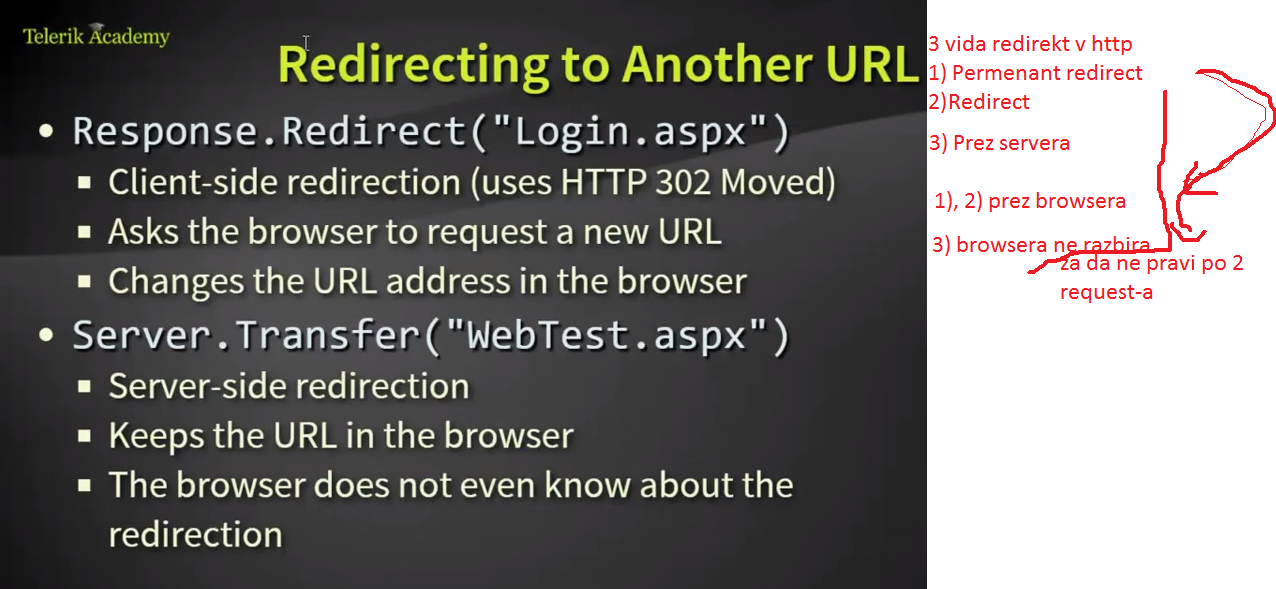 Telerik Academy
Redirecting to Another URL
• Response.Redirect("Login.aspx")
▪ Client-side redirection (uses HTTP 302 Moved)
▪ Asks the browser to request a new URL
▪ Changes the URL address in the browser
• Server.Transfer("WebTest.aspx")
▪ Server-side redirection
▪ Keeps the URL in the browser
▪ The browser does not even know about the
redirection
3 vida redirekt v http
1) Permenant redirect
2)Redirect
3) Prez servera
1), 2) prez browsera
3) browsera ne razbira
za da ne pravi po 2
request-a